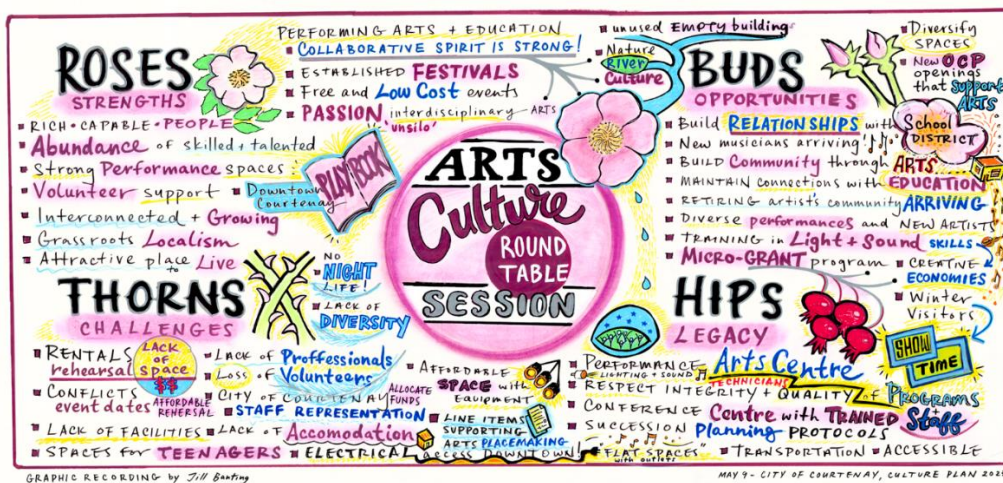 ROSES
STRENGTHS
RICH • CAPABLE • PEOPLE
Abundance of skilled + talented
Strong Performance spaces
Volunteer support
Downtown Courtenay
PLAY BOOK
Interconnected + Growing
Grassroots Localism
Attractive place to Live
PERFORMING ARTS + EDUCATION
COLLABORATIVE SPIRIT IS STRONG!
ESTABLISHED FESTIVALS
Free and Low Cost events
PASSION interdisciplinary ARTS
'unsilo'
unused Empty buildings
Nature
River
Culture
BUDS
OPPORTUNITIES
Build RELATIONSHIPS with
School DISTRICT
New musicians arriving
BUILD Community through ARTS
EDUCATION
MAINTAIN connections with
RETIRING artist's community ARRIVING
Diverse performances and NEW ARTISTS
TRAINING in Light + Sound SKILLS
MICRO-GRANT program
CREATIVE ECONOMIES
Winter Visitors
Diversify SPACES
New OCP openings that Support ARTS
ARTS
Culture
ROUND
TABLE
SESSION
THORNS
CHALLENGES
NO NIGHT LIFE!
LACK OF DIVERSITY
RENTALS
rehearsal
LACK OF SPACE
$$
CONFLICTS
event dates
AFFORDABLE REHERSAL
LACK OF FACILITIES
SPACES for TEENAGERS
LACK OF Proffessionals
Loss of Volunteers
CITY OF COURTENAY
STAFF REPRESENTATION
LACK OF Accomodation
ELECTRICAL access DOWNTOWN!
AFFORDABLE SPACE with Equipment
ALLOCATE FUNDS
LINE ITEMS
SUPPORTING
ARTS PLACEMAKING
HIPS
LEGACY
PERFORMANCE Arts Centre
LIGHTING + SOUND
TECHNICIANS
RESPECT INTEGRITY + QUALITY of PROGRAMS
+ Staff
CONFERENCE Centre with TRAINED
SUCCESSION Planning PROTOCOLS
"FLAT SPACES"
with outlets
TRANSPORTATION
ACCESSIBLE
SHOW
TIME
GRAPHIC RECORDING by Jill Banting
MAY 9 - CITY OF COURTENAY, CULTURE PLAN 2025